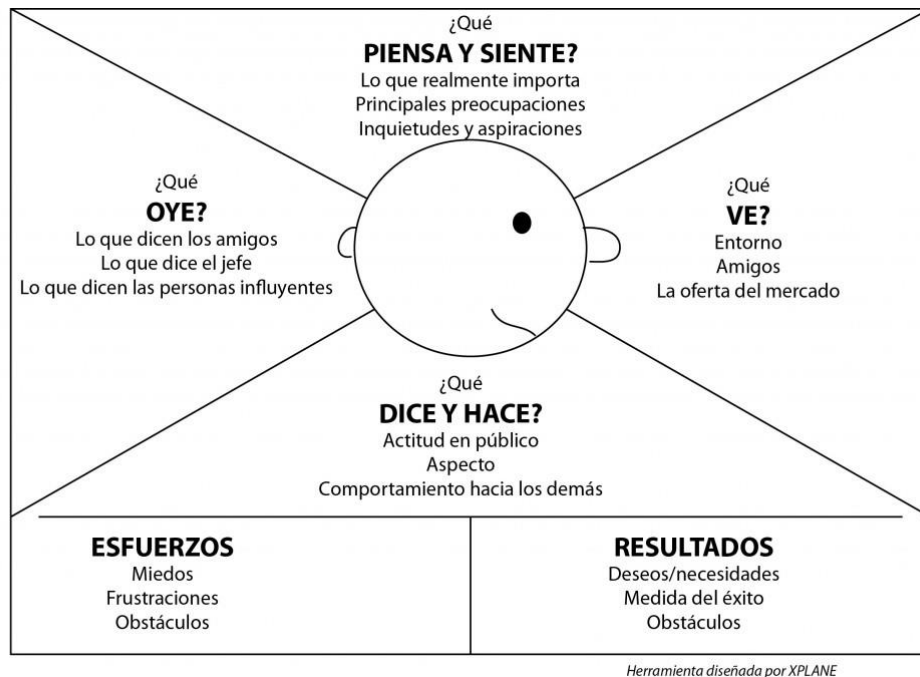 ¿Qué
PIENSA Y SIENTE?
Lo que realmente importa
Principales preocupaciones
Inquietudes y aspiraciones
¿Qué
OYE?
Lo que dicen los amigos
Lo que dice el jefe
Lo que dicen las personas influyentes
¿Qué
VE?
Entorno
Amigos
La oferta del mercado
¿Qué
DICE Y HACE?
Actitud en público
Aspecto
Comportamiento hacia los demás
ESFUERZOS
Miedos
Frustraciones
Obstáculos
RESULTADOS
Deseos/necesidades
Medida del éxito
Obstáculos
Herramienta diseñada por XPLANE